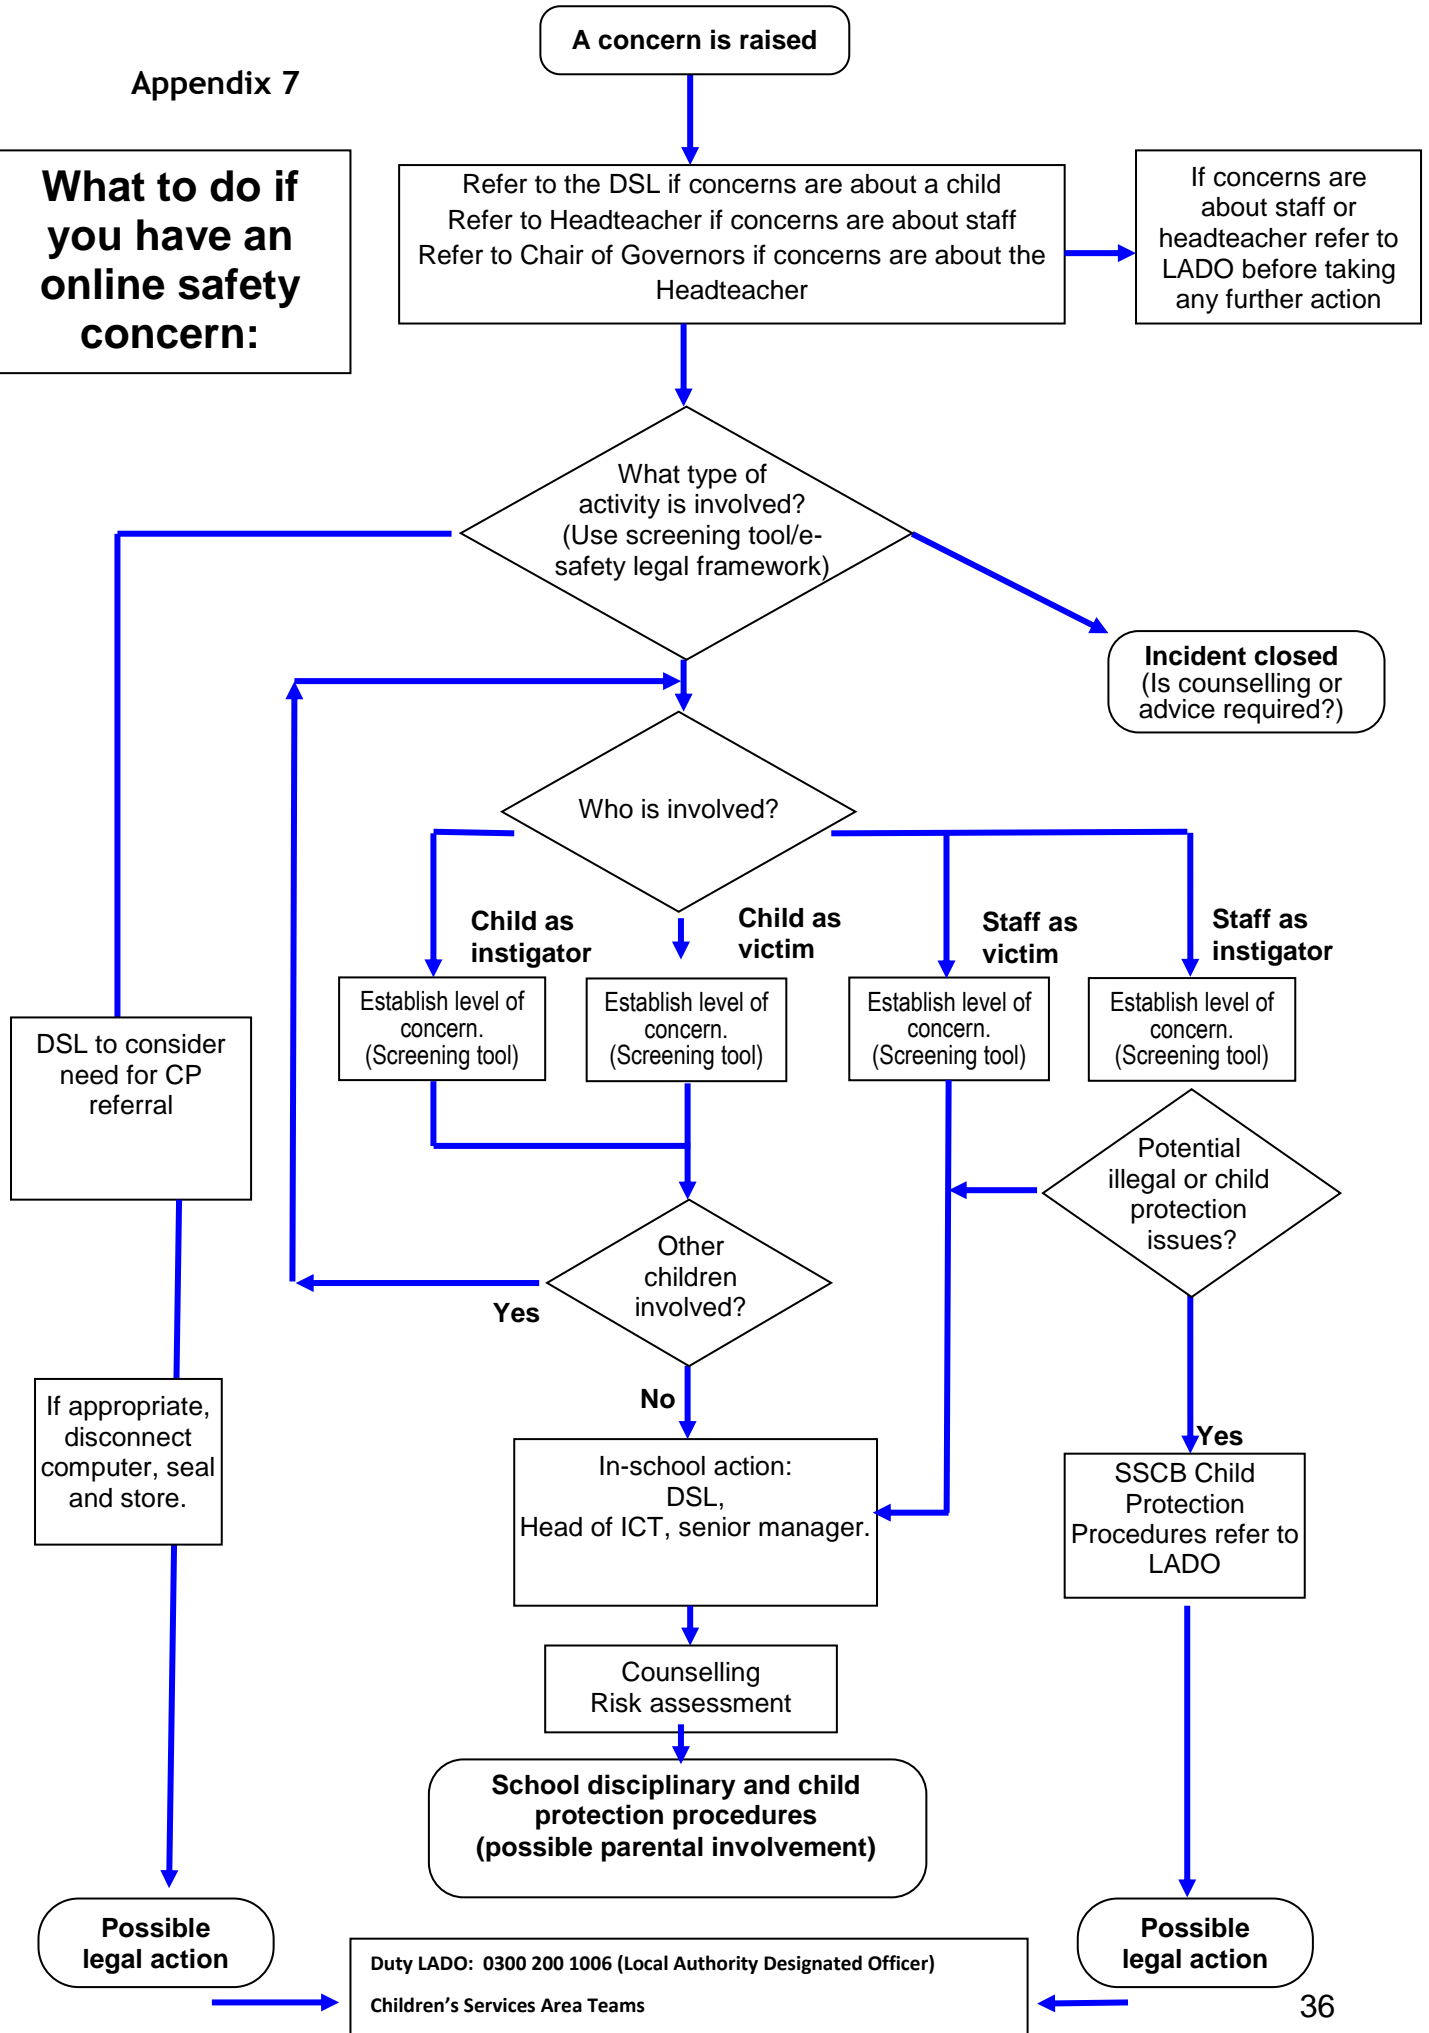 A concern is raised
Appendix 7
What to do if
you have an
online safety
concern:
Refer to the DSL if concerns are about a child
Refer to Headteacher if concerns are about staff
Refer to Chair of Governors if concerns are about the
Headteacher
If concerns are
about staff or
headteacher refer to
LADO before taking
any further action
What type of
activity is involved?
(Use screening tool/e-
safety legal framework)
Incident closed
(Is counselling or
advice required?)
Who is involved?
Child as
instigator
Child as
victim
Staff as
victim
Staff as
instigator
Establish level of
concern.
(Screening tool)
Establish level of
concern.
(Screening tool)
Establish level of
concern.
(Screening tool)
Establish level of
concern.
(Screening tool)
DSL to consider
need for CP
referral
Potential
illegal or child
protection
issues?
Other
children
involved?
Yes
No
If appropriate,
disconnect
computer, seal
and store.
In-school action:
DSL,
Head of ICT, senior manager.
Yes
SSCB Child
Protection
Procedures refer to
LADO
Counselling
Risk assessment
School disciplinary and child
protection procedures
(possible parental involvement)
Possible
legal action
Possible
legal action
Duty LADO: 0300 200 1006 (Local Authority Designated Officer)
Children's Services Area Teams
36